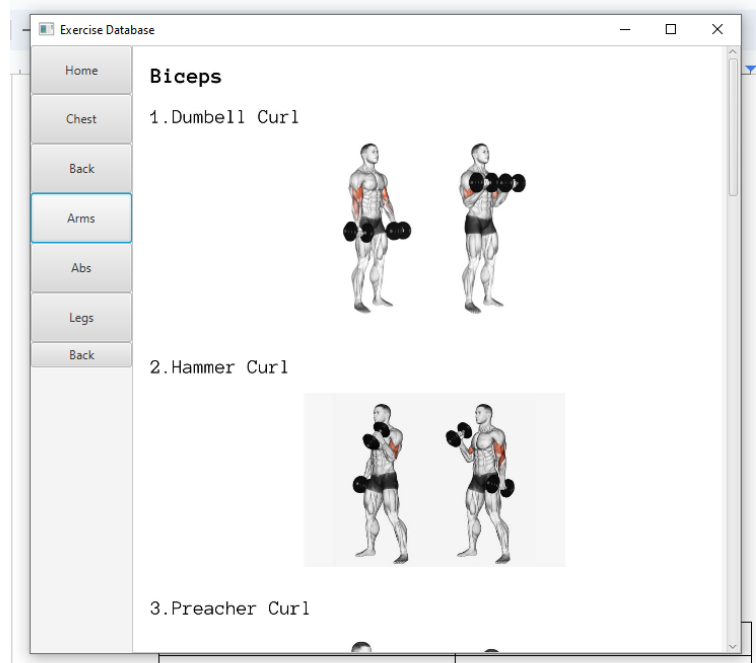 Exercise Database
Home
Chest
Back
Arms
Abs
Legs
Back
Biceps
1.Dumbell Curl
2.Hammer Curl
3.Preacher Curl